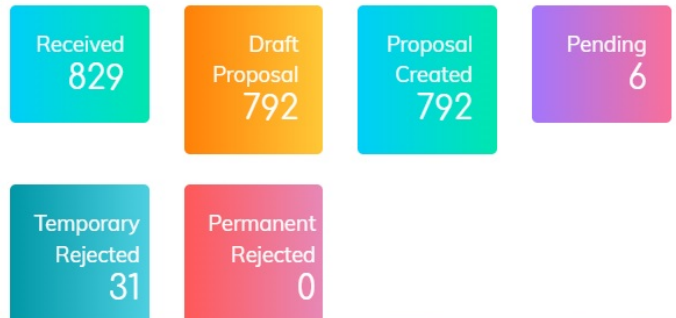 Received
829
Draft
Proposal
792
Proposal
Created
792
Pending
6
Temporary
Rejected
31
Permanent
Rejected
0